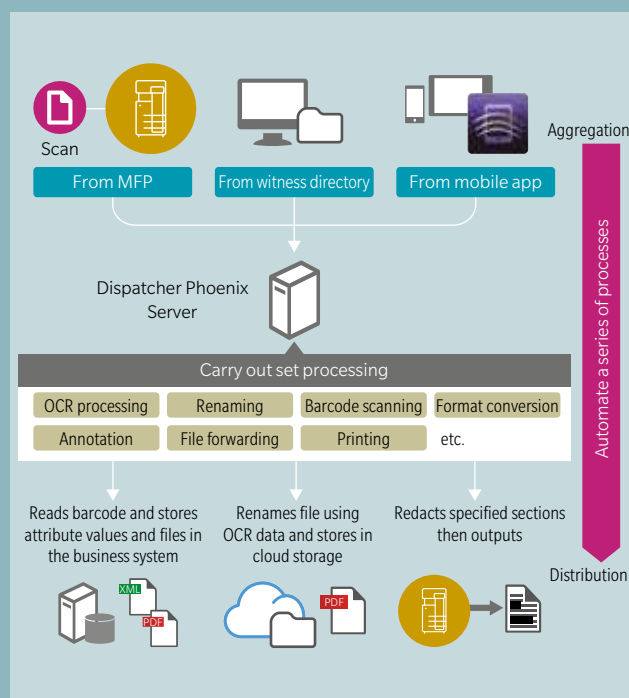 Scan
Aggregation
From MFP
From witness directory
From mobile app
Dispatcher Phoenix
Server
Automate a series of processes
Carry out set processing
OCR processing
Renaming
Barcode scanning
Format conversion
Annotation
File forwarding
Printing
etc.
Reads barcode and stores
attribute values and files in
the business system
Renames file using
OCR data and stores in
cloud storage
Redacts specified sections
then outputs
Distribution
XML
PDF
PDF